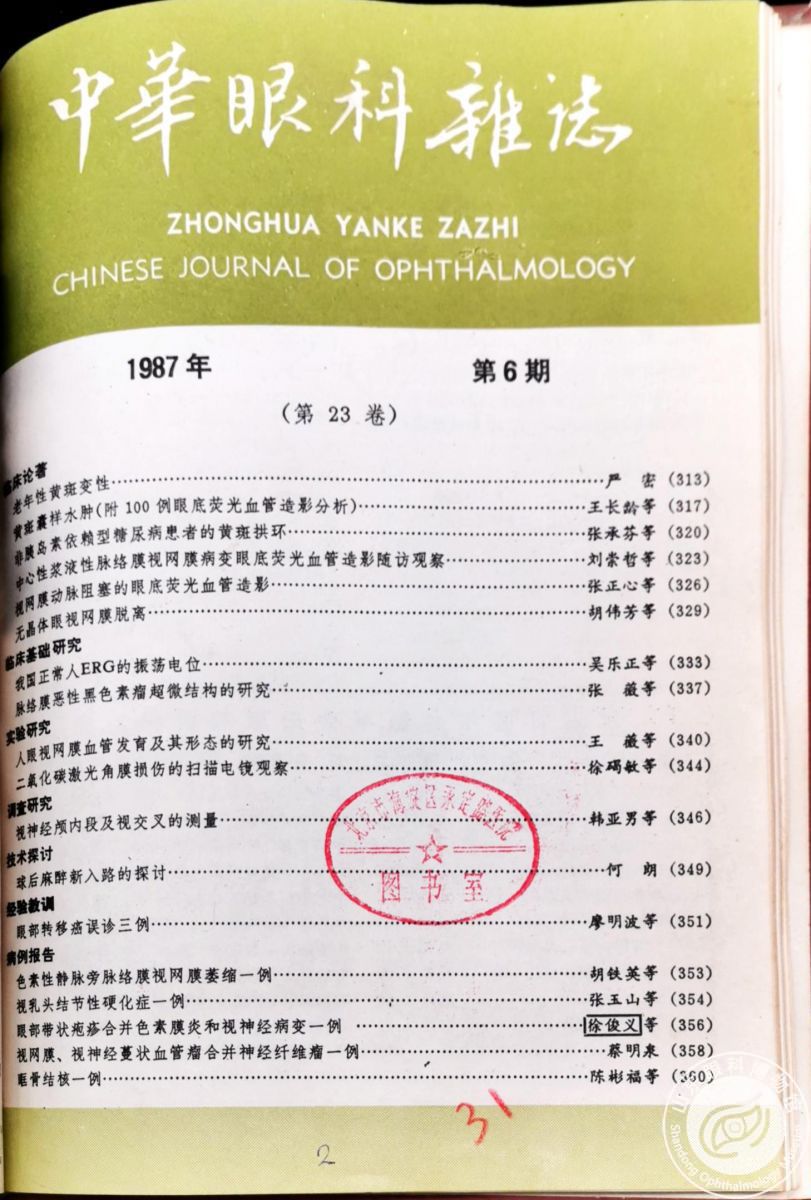 中華眼科雜誌
ZHONGHUA YANKE ZAZHI
CHINESE JOURNAL OF OPHTHALMOLOGY
1987年 第6期
(第 23 卷)
临床论著
老年性黄斑变性 严 密 (313)
黄斑囊样水肿(附 100 例眼底荧光血管造影分析) 王长龄等 (317)
非胰岛素依赖型糖尿病患者的黄斑拱环 张承芬等 (320)
中心性浆液性脉络膜视网膜病变眼底荧光血管造影随访观察 刘崇哲等 (323)
视网膜动脉阻塞的眼底荧光血管造影 张正心等 (326)
无晶体眼视网膜脱离 胡伟芳等 (329)
临床基础研究
我国正常人ERG的振荡电位 吴乐正等 (333)
脉络膜恶性黑色素瘤超微结构的研究 张 薇等 (337)
实验研究
人眼视网膜血管发育及其形态的研究 王 薇等 (340)
二氧化碳激光角膜损伤的扫描电镜观察 徐碣敏等 (344)
调查研究
视神经颅内段及视交叉的测量 韩亚男等 (346)
技术探讨
球后麻醉新入路的探讨 何 朗 (349)
经验教训
眼部转移癌误诊三例 廖明波等 (351)
病例报告
色素性静脉旁脉络膜视网膜萎缩一例 胡铁英等 (353)
视乳头结节性硬化症一例 张玉山等 (354)
眼部带状疱疹合并色素膜炎和视神经病变一例 徐俊义等 (356)
视网膜、视神经蔓状血管瘤合并神经纤维瘤一例 蔡明泉 (358)
眶骨结核一例 陈彬福等 (360)
北京市海淀区永定路医院
图书室
31
2
Shandong Ophthalmology